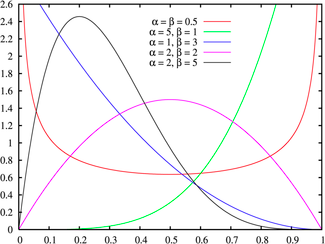 2.6
2.4
2.2
2
1.8
1.6
1.4
1.2
1
0.8
0.6
0.4
0.2
0
α = β = 0.5
α = 5, β = 1
α = 1, β = 3
α = 2, β = 2
α = 2, β = 5
0 0.1 0.2 0.3 0.4 0.5 0.6 0.7 0.8 0.9 1